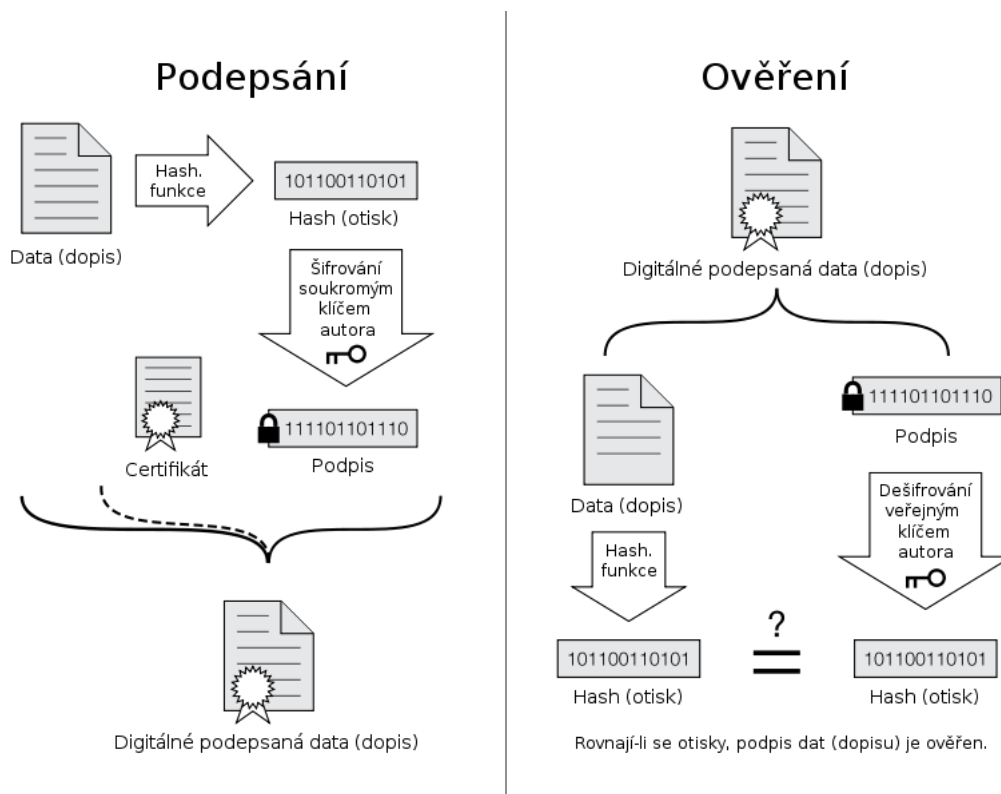 Podepsání
Hash.
funkce
101100110101
Hash (otisk)
Data (dopis)
Šifrování
soukromým
klíčem
autora
111101101110
Certifikát
Podpis
Digitálné podepsaná data (dopis)
Ověření
Digitálné podepsaná data (dopis)
111101101110
Podpis
Data (dopis)
Dešifrování
veřejným
klíčem
autora
Hash.
funkce
?
101100110101
=
101100110101
Hash (otisk)
Hash (otisk)
Rovnají-li se otisky, podpis dat (dopisu) je ověřen.